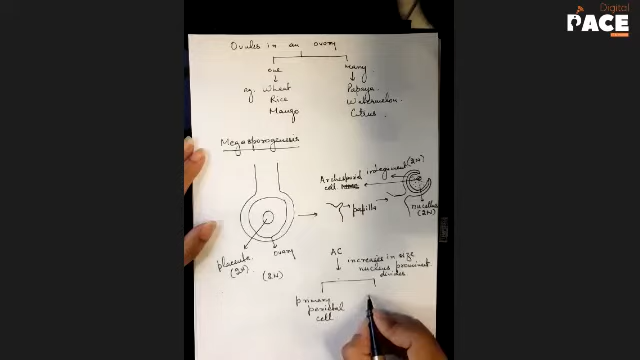 Digital
PACE
Ovules in an ovary
one
many
eg. Wheat
Rice
Mango
Papaya
Watermelon
Citrus
Megasporogenesis
Archesporial
cell
integument (2N)
papilla
nucellus
(2N)
placenta
(2N)
ovary
(2N)
AC
increases in size
nucleus prominent
divides
primary
parietal
cell